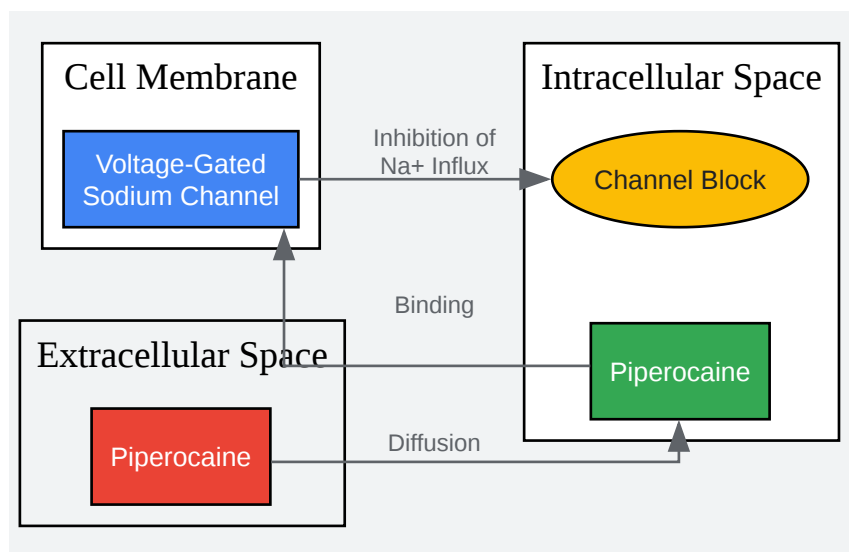 Cell Membrane
Voltage-Gated
Sodium Channel
Inhibition of
Na+ Influx
Intracellular Space
Channel Block
Binding
Piperocaine
Extracellular Space
Piperocaine
Diffusion